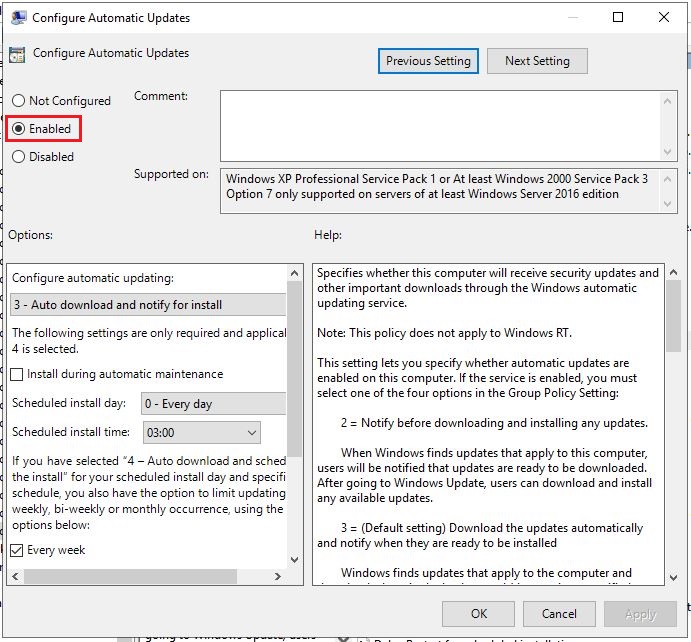 Configure Automatic Updates
Configure Automatic Updates
Previous Setting
Next Setting
Not Configured
Comment:
Enabled
Disabled
Supported on:
Windows XP Professional Service Pack 1 or At least Windows 2000 Service Pack 3
Option 7 only supported on servers of at least Windows Server 2016 edition
Options:
Help:
Configure automatic updating:
3 - Auto download and notify for install
The following settings are only required and applical
4 is selected.
Install during automatic maintenance
Scheduled install day:
0 - Every day
Scheduled install time:
03:00
If you have selected “4 – Auto download and sched
the install” for your scheduled install day and specifi
schedule, you also have the option to limit updating
weekly, bi-weekly or monthly occurrence, using the
options below:
Every week
Specifies whether this computer will receive security updates and
other important downloads through the Windows automatic
updating service.
Note: This policy does not apply to Windows RT.
This setting lets you specify whether automatic updates are
enabled on this computer. If the service is enabled, you must
select one of the four options in the Group Policy Setting:
2 = Notify before downloading and installing any updates.
When Windows finds updates that apply to this computer,
users will be notified that updates are ready to be downloaded.
After going to Windows Update, users can download and install
any available updates.
3 = (Default setting) Download the updates automatically
and notify when they are ready to be installed
Windows finds updates that apply to the computer and
OK
Cancel
Apply